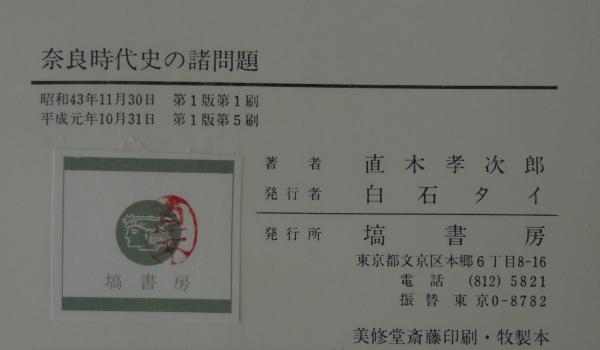 奈良時代史の諸問題
昭和43年11月30日 第1版第1刷
平成元年10月31日 第1版第5刷
著者 直木孝次郎
発行者 白石タイ
発行所 塙書房
東京都文京区本郷6丁目8-16
電話 (812) 5821
振替 東京0-8782
塙書房
美修堂斎藤印刷・牧製本